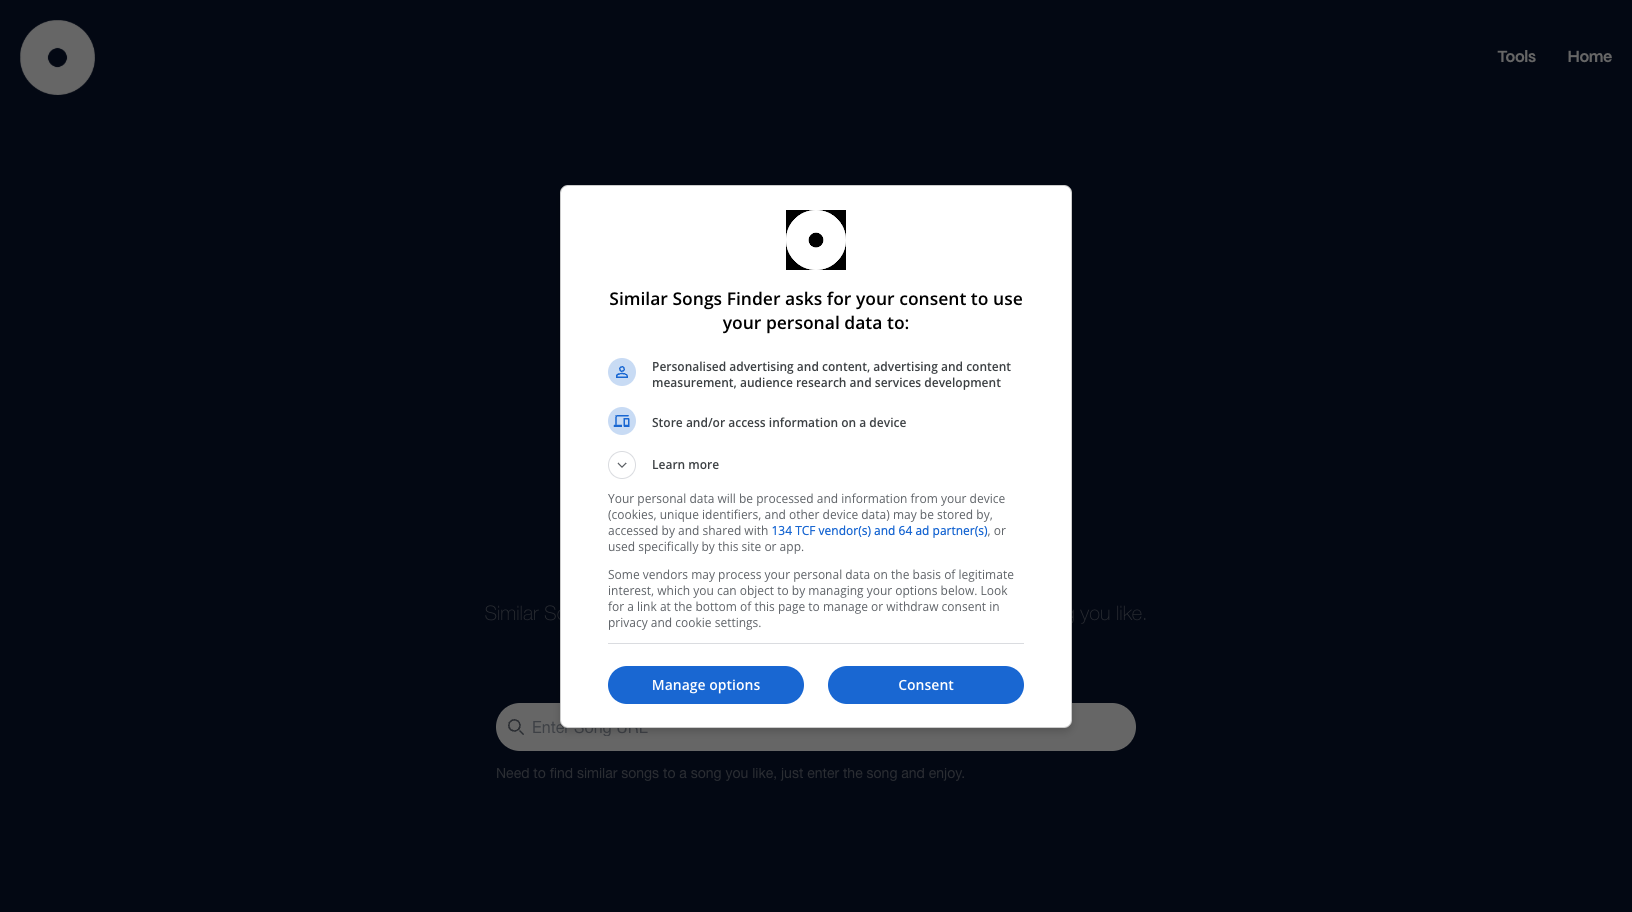 Tools
Home
Similar Songs Finder asks for your consent to use
your personal data to:
Personalised advertising and content, advertising and content
measurement, audience research and services development
Store and/or access information on a device
Learn more
Your personal data will be processed and information from your device
(cookies, unique identifiers, and other device data) may be stored by,
accessed by and shared with 134 TCF vendor(s) and 64 ad partner(s), or
used specifically by this site or app.
Some vendors may process your personal data on the basis of legitimate
interest, which you can object to by managing your options below. Look
for a link at the bottom of this page to manage or withdraw consent in
privacy and cookie settings.
Similar
you like.
Manage options
Consent
Enter Song URL
Need to find similar songs to a song you like, just enter the song and enjoy.